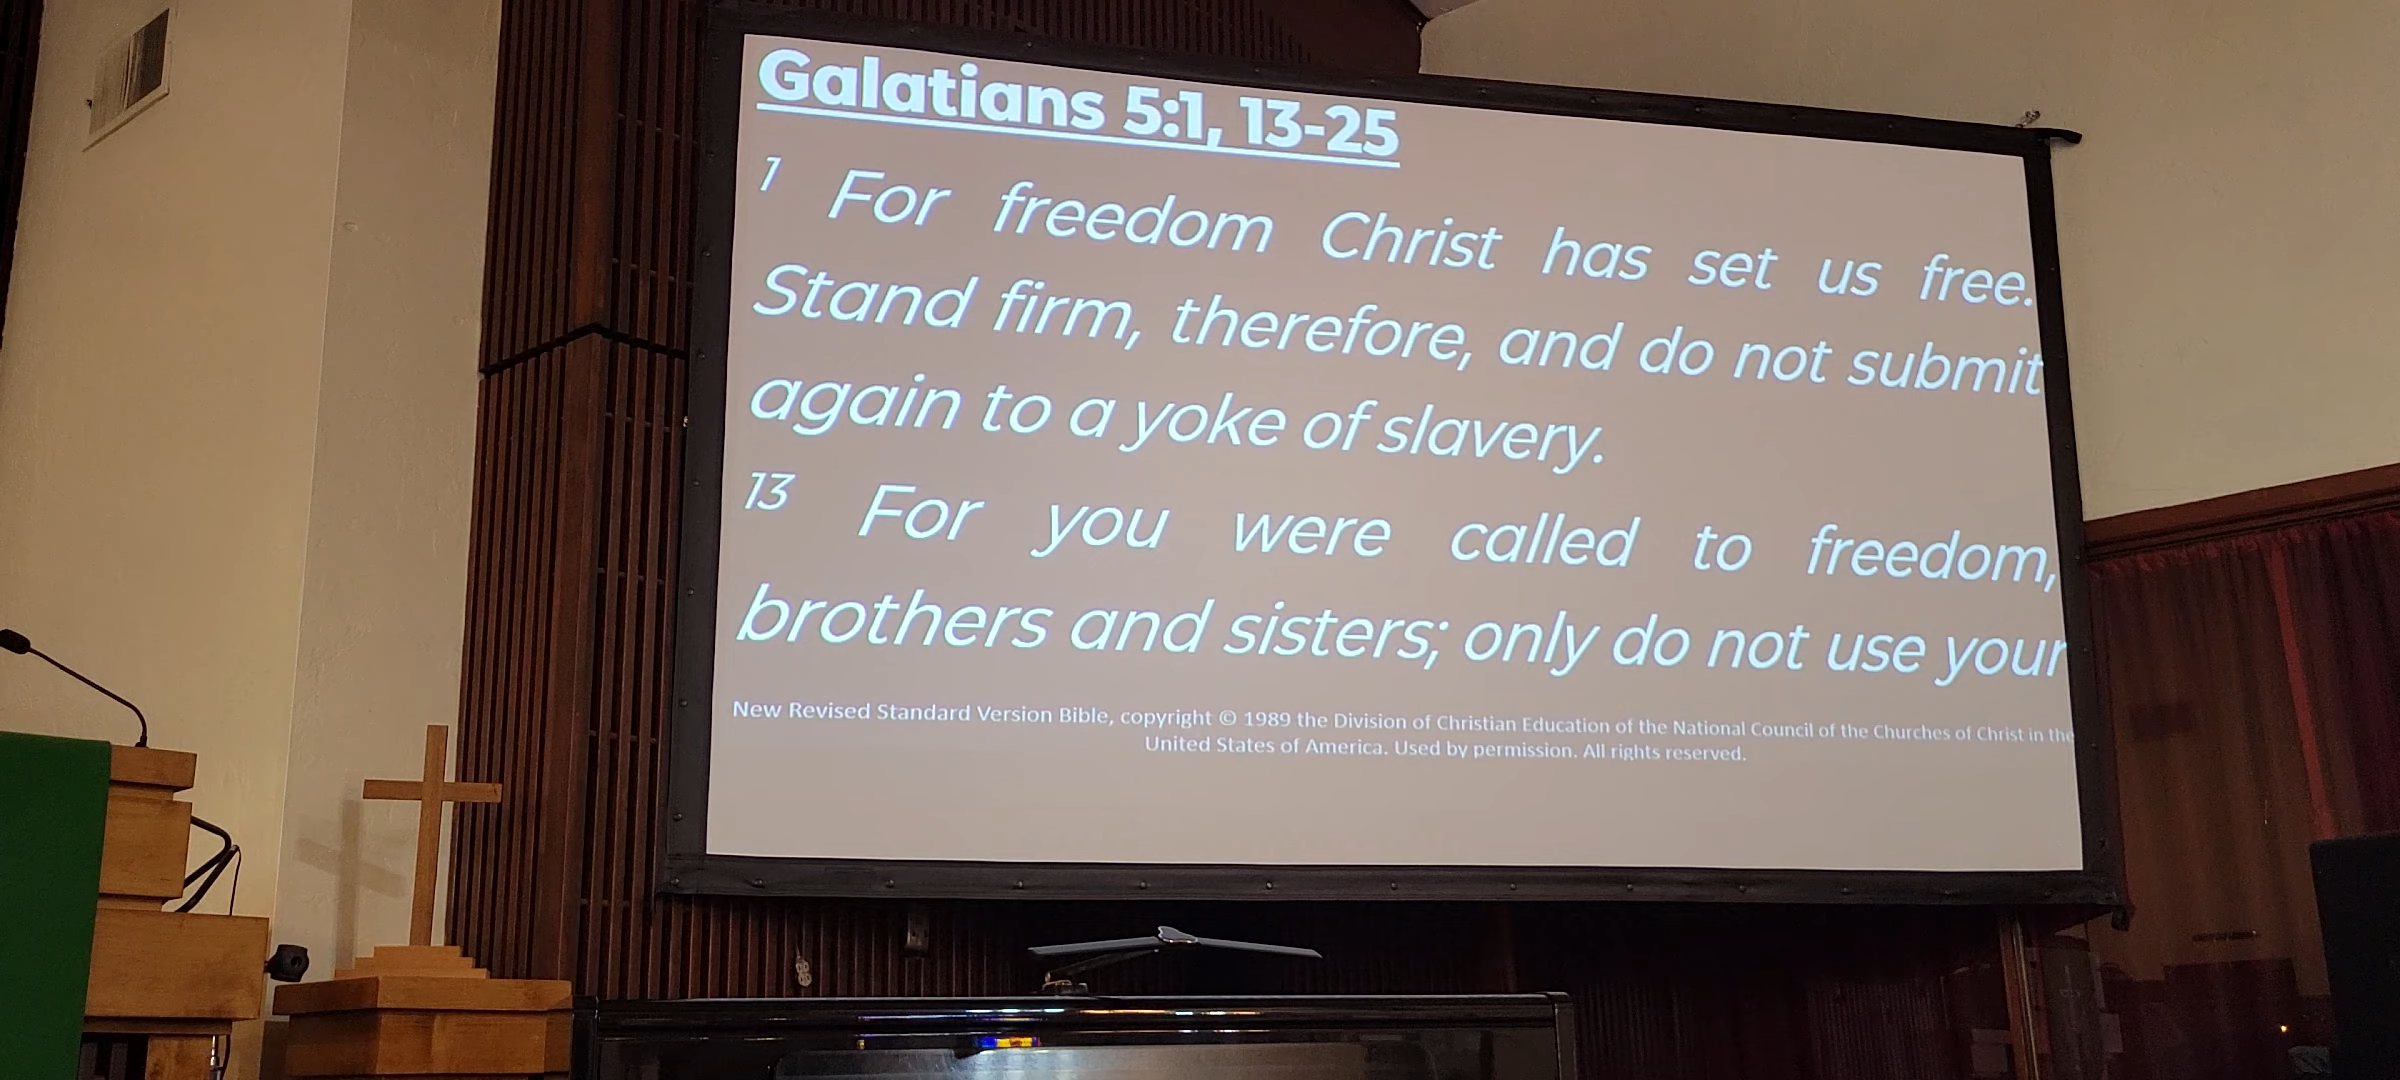 Galatians 5:1, 13-25
1 For freedom Christ has set us free.
Stand firm, therefore, and do not submit
again to a yoke of slavery.
13 For you were called to freedom,
brothers and sisters; only do not use your
New Revised Standard Version Bible, copyright © 1989 the Division of Christian Education of the National Council of the Churches of Christ in the
United States of America. Used by permission. All rights reserved.